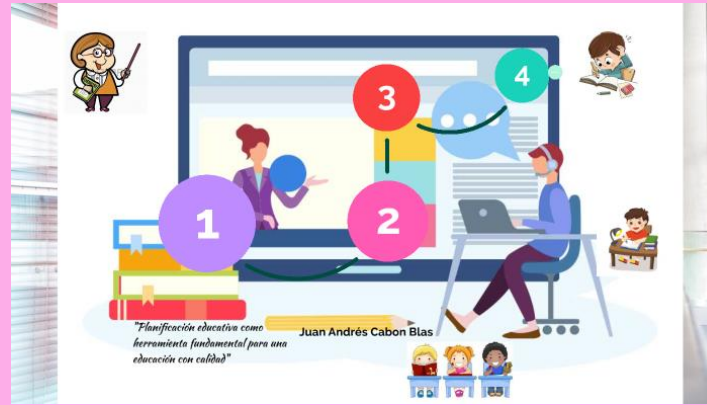 4
3
1
2
"Planificación educativa como
herramienta fundamental para una
educación con calidad"
Juan Andrés Cabon Blas